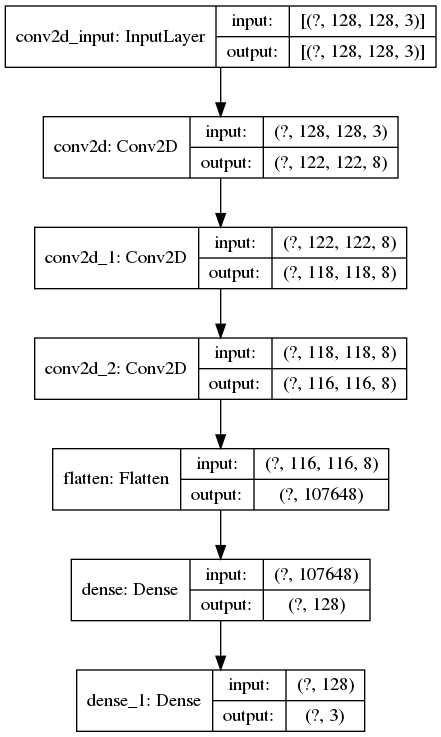 conv2d_input: InputLayer
input:
[(?, 128, 128, 3)]
output:
[(?, 128, 128, 3)]
conv2d: Conv2D
input:
(?, 128, 128, 3)
output:
(?, 122, 122, 8)
conv2d_1: Conv2D
input:
(?, 122, 122, 8)
output:
(?, 118, 118, 8)
conv2d_2: Conv2D
input:
(?, 118, 118, 8)
output:
(?, 116, 116, 8)
flatten: Flatten
input:
(?, 116, 116, 8)
output:
(?, 107648)
dense: Dense
input:
(?, 107648)
output:
(?, 128)
dense_1: Dense
input:
(?, 128)
output:
(?, 3)